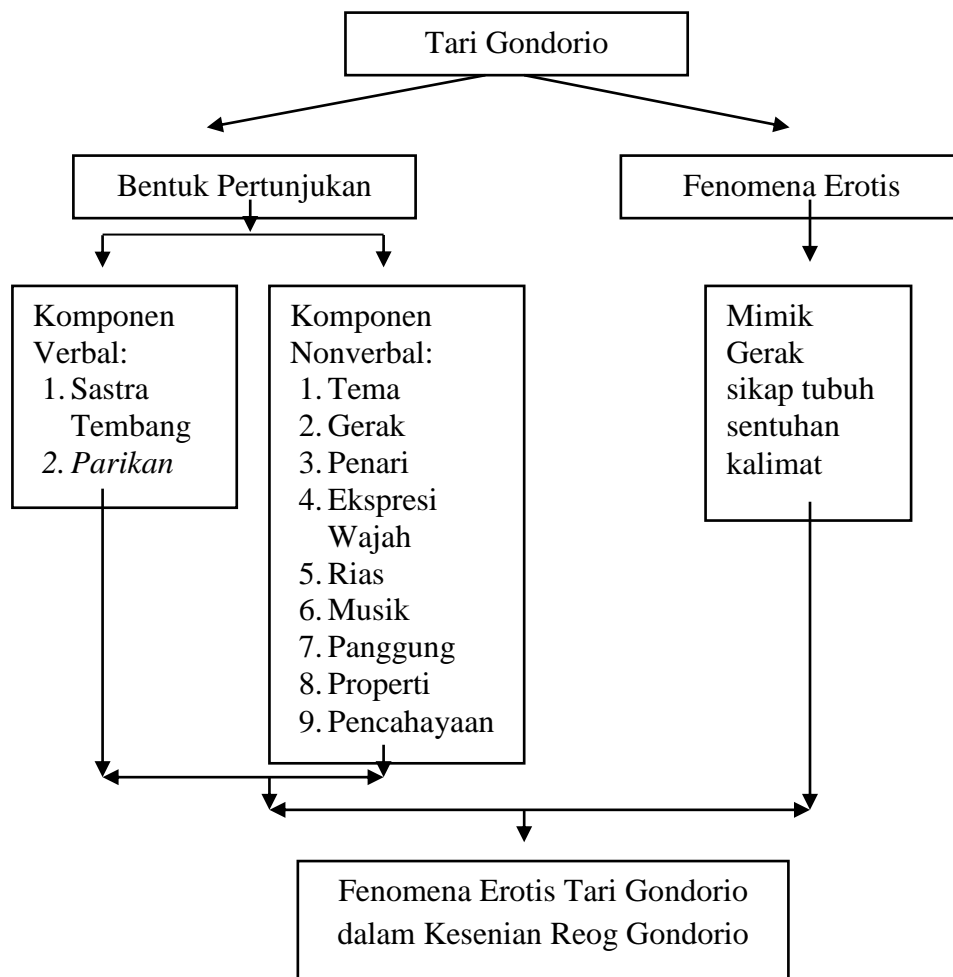 Tari Gondorio
Bentuk Pertunjukan
Fenomena Erotis
Komponen
Verbal:
1. Sastra
Tembang
2. Parikan
Komponen
Nonverbal:
1. Tema
2. Gerak
3. Penari
4. Ekspresi
Wajah
5. Rias
6. Musik
7. Panggung
8. Properti
9. Pencahayaan
Mimik
Gerak
sikap tubuh
sentuhan
kalimat
Fenomena Erotis Tari Gondorio
dalam Kesenian Reog Gondorio